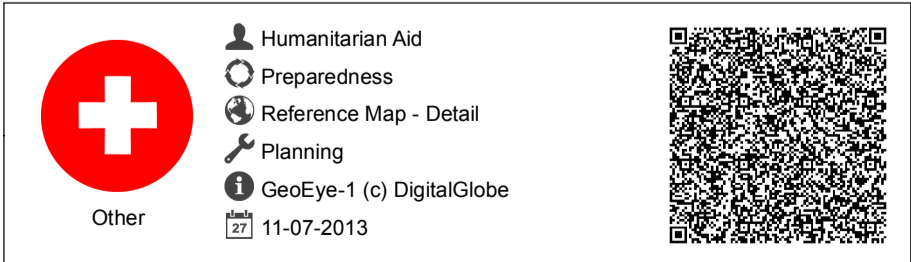 Other
Humanitarian Aid
Preparedness
Reference Map - Detail
Planning
GeoEye-1 (c) DigitalGlobe
27
11-07-2013